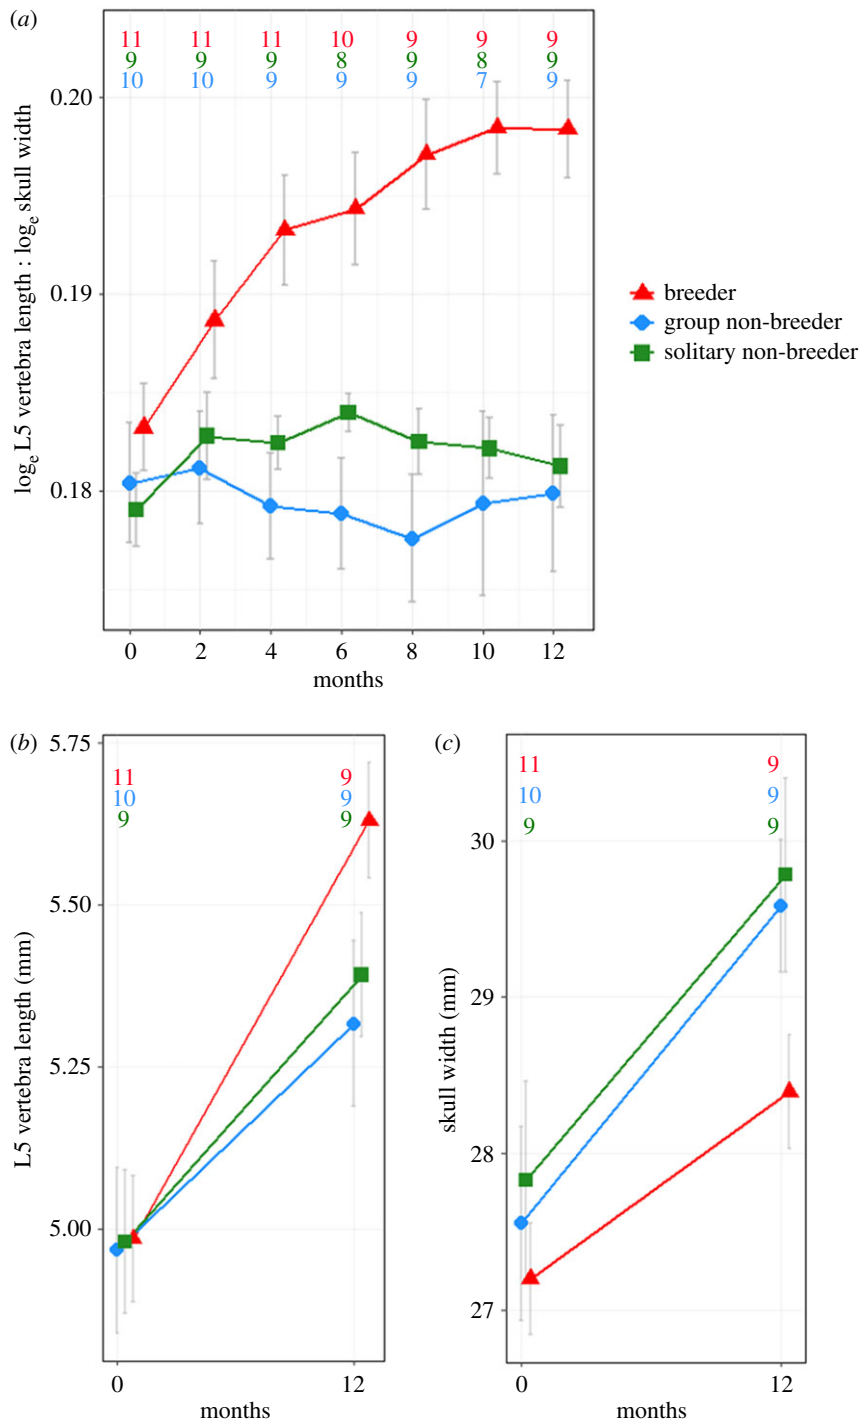 (a)
11 11 11 10 9 9 9
9 9 9 8 9 8 9
10 10 9 9 9 7 9
0.20
0.19
0.18
logₑ L5 vertebra length : logₑ skull width
0 2 4 6 8 10 12
months
breeder
group non-breeder
solitary non-breeder
(b)
5.75
5.50
5.25
5.00
L5 vertebra length (mm)
11 9
10 9
9 9
0 12
months
(c)
30
29
28
27
skull width (mm)
11 9
10 9
9 9
0 12
months